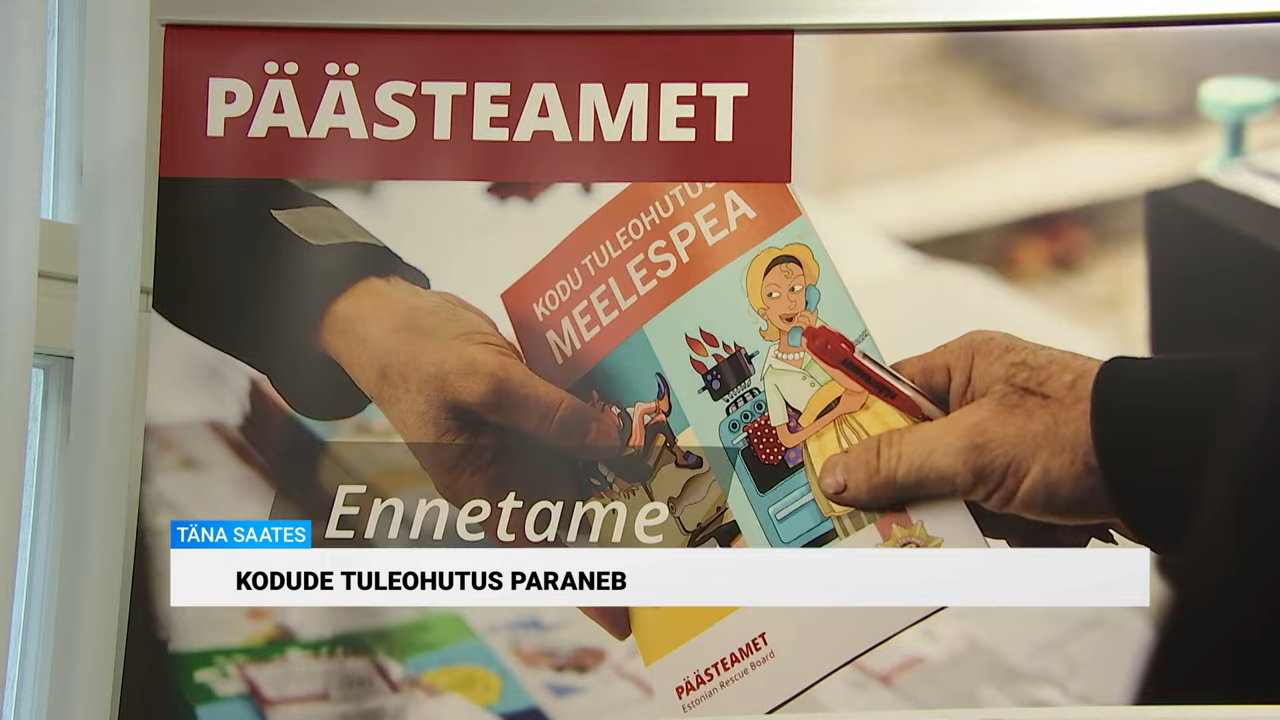 PÄÄSTEAMET
KODU TULEOHUTUS
MEELESPEA
Ennetame
TÄNA SAATES
KODUDE TULEOHUTUS PARANEB
PÄÄSTEAMET
Estonian Rescue Board